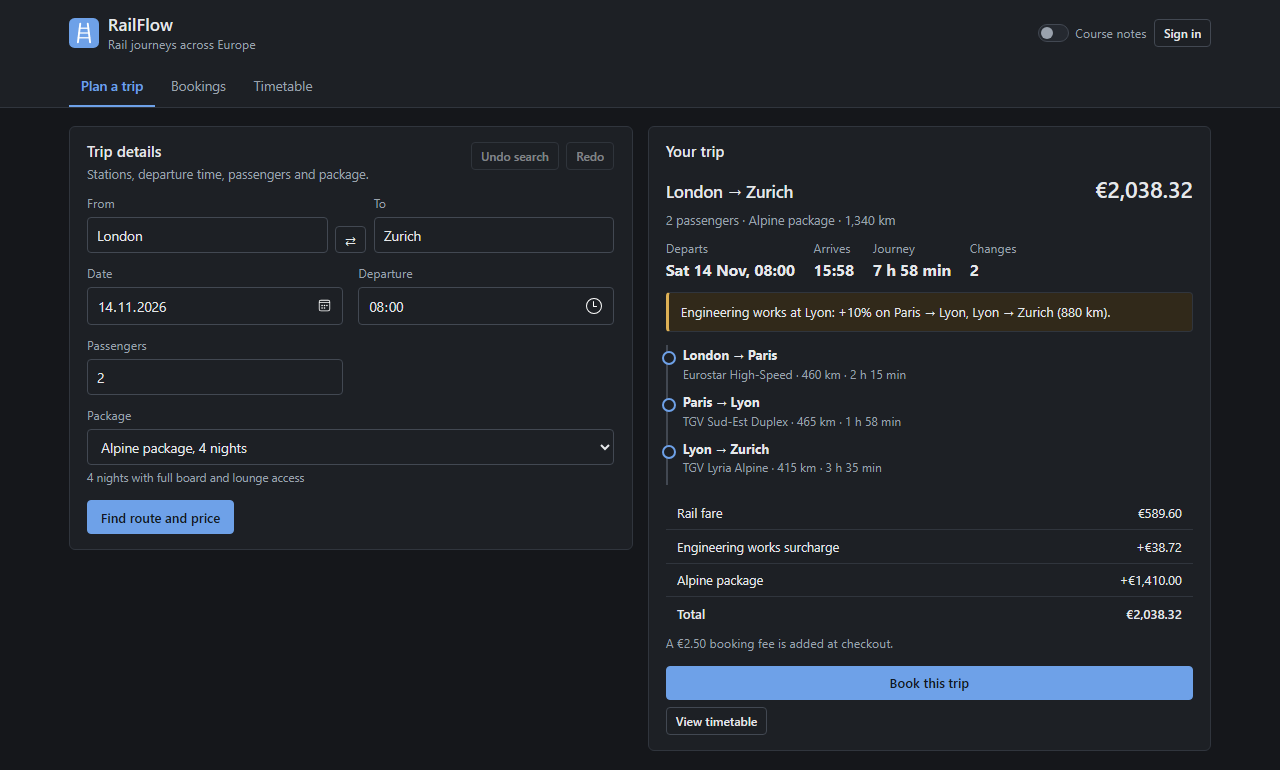 RailFlow
Rail journeys across Europe
Course notes
Sign in
Plan a trip
Bookings
Timetable
Trip details
Stations, departure time, passengers and package.
Undo search
Redo
From
London
⇄
To
Zurich
Date
14.11.2026
Departure
08:00
Passengers
2
Package
Alpine package, 4 nights
4 nights with full board and lounge access
Find route and price
Your trip
London → Zurich
€2,038.32
2 passengers · Alpine package · 1,340 km
Departs
Sat 14 Nov, 08:00
Arrives
15:58
Journey
7 h 58 min
Changes
2
Engineering works at Lyon: +10% on Paris → Lyon, Lyon → Zurich (880 km).
London → Paris
Eurostar High-Speed · 460 km · 2 h 15 min
Paris → Lyon
TGV Sud-Est Duplex · 465 km · 1 h 58 min
Lyon → Zurich
TGV Lyria Alpine · 415 km · 3 h 35 min
Rail fare €589.60
Engineering works surcharge +€38.72
Alpine package +€1,410.00
Total €2,038.32
A €2.50 booking fee is added at checkout.
Book this trip
View timetable